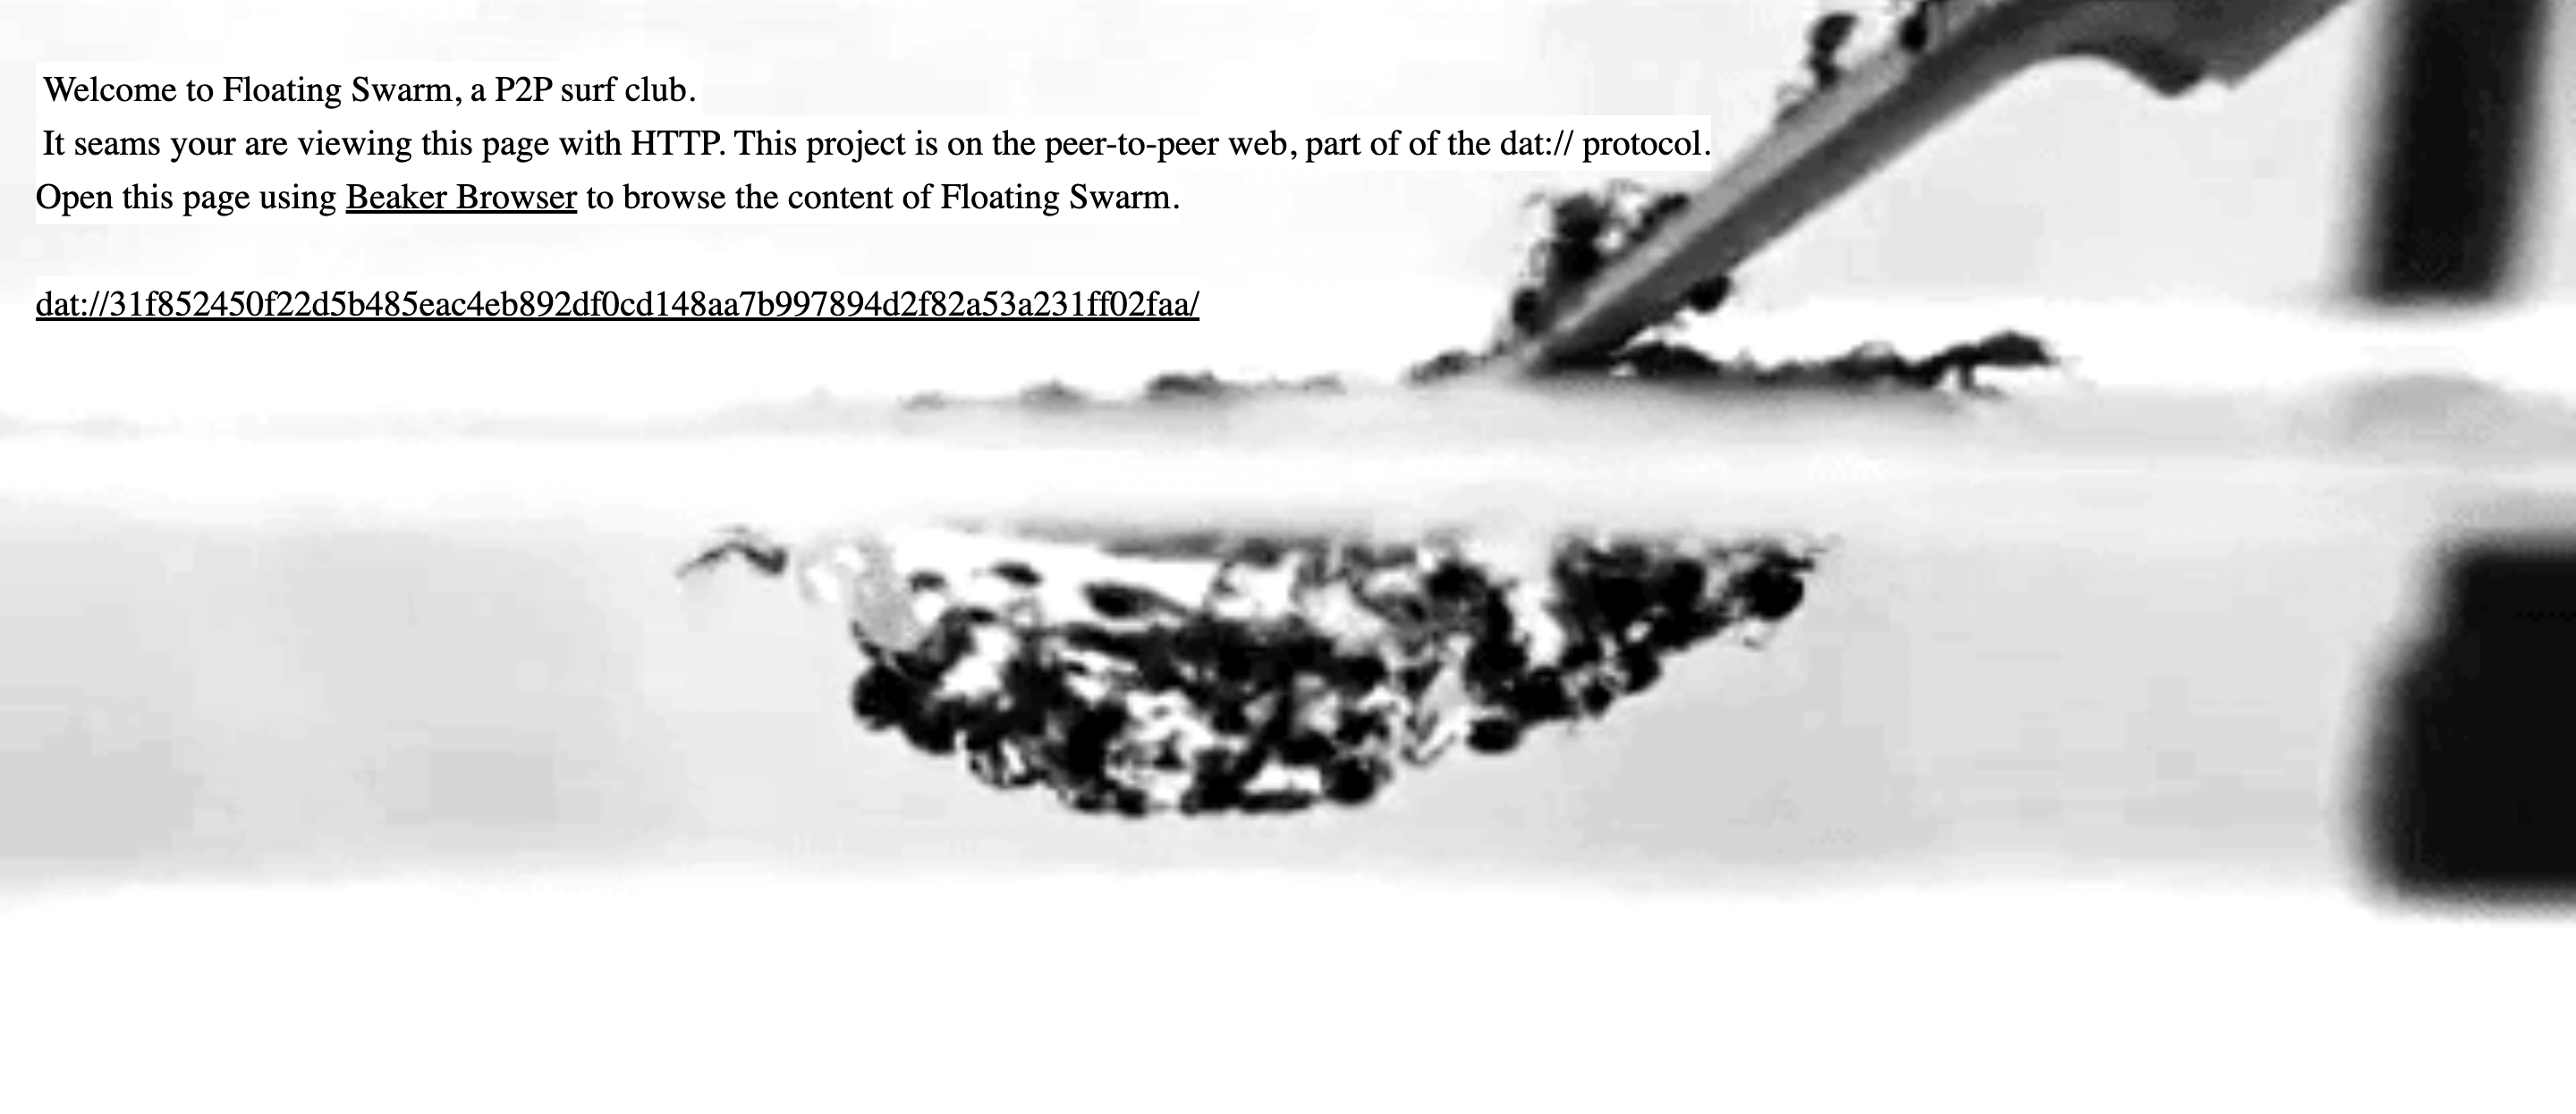 Welcome to Floating Swarm, a P2P surf club.
It seams your are viewing this page with HTTP. This project is on the peer-to-peer web, part of of the dat:// protocol.
Open this page using Beaker Browser to browse the content of Floating Swarm.
dat://31f852450f22d5b485eac4eb892df0cd148aa7b997894d2f82a53a231ff02faa/